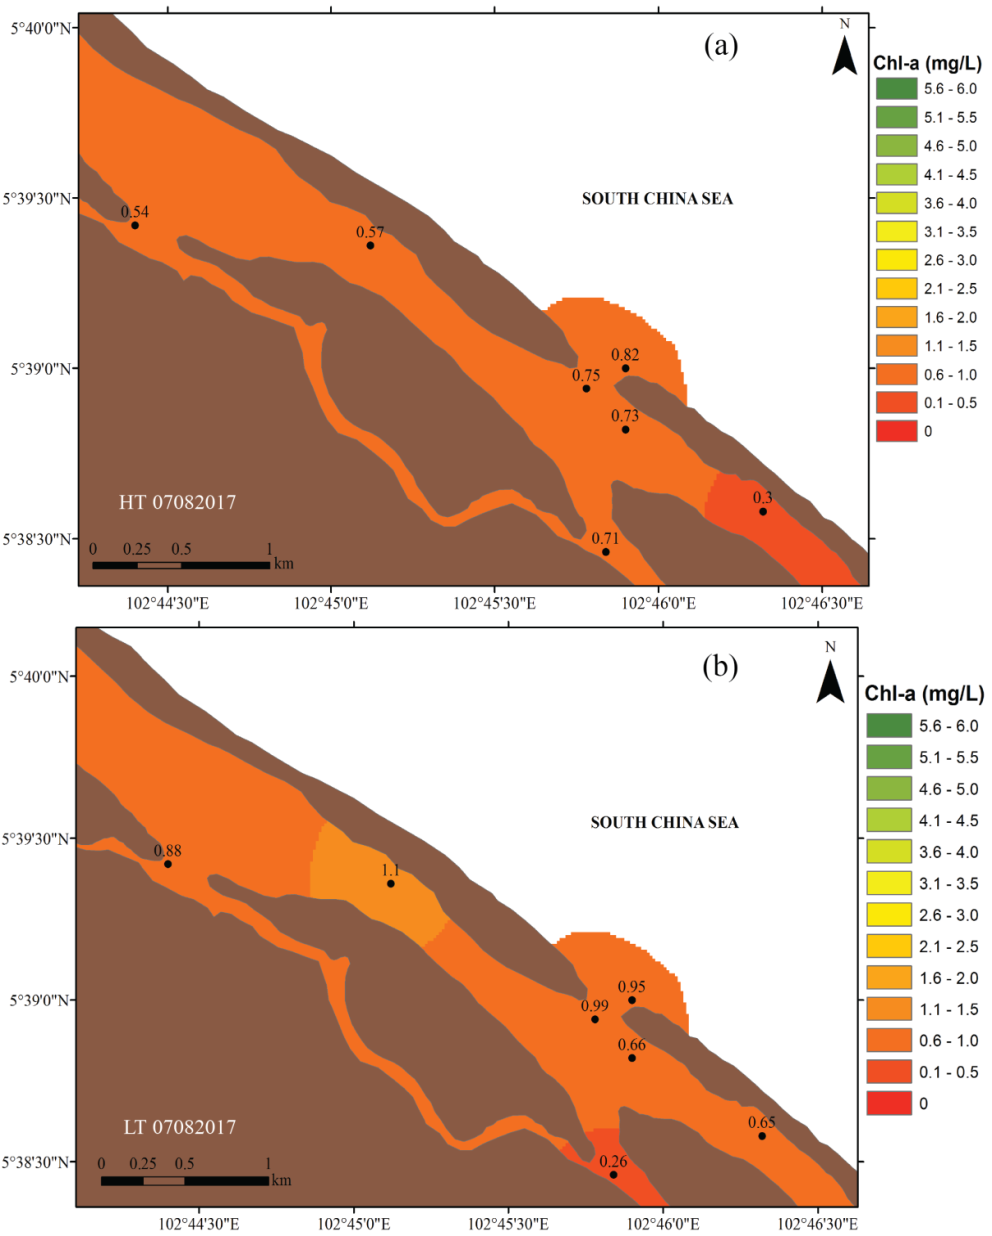 5°40'0"N
(a)
N
Chl-a (mg/L)
5.6 - 6.0
5.1 - 5.5
4.6 - 5.0
4.1 - 4.5
3.6 - 4.0
3.1 - 3.5
2.6 - 3.0
2.1 - 2.5
1.6 - 2.0
1.1 - 1.5
0.6 - 1.0
0.1 - 0.5
0
5°39'30"N
SOUTH CHINA SEA
0.54
0.57
5°39'0"N
0.82
0.75
0.73
0.3
HT 07082017
5°38'30"N
0.71
0 0.25 0.5 1
km
102°44'30"E 102°45'0"E 102°45'30"E 102°46'0"E 102°46'30"E
5°40'0"N
(b)
N
Chl-a (mg/L)
5.6 - 6.0
5.1 - 5.5
4.6 - 5.0
4.1 - 4.5
3.6 - 4.0
3.1 - 3.5
2.6 - 3.0
2.1 - 2.5
1.6 - 2.0
1.1 - 1.5
0.6 - 1.0
0.1 - 0.5
0
5°39'30"N
SOUTH CHINA SEA
0.88
1.1
5°39'0"N
0.95
0.99
0.66
0.65
LT 07082017
5°38'30"N
0.26
0 0.25 0.5 1
km
102°44'30"E 102°45'0"E 102°45'30"E 102°46'0"E 102°46'30"E